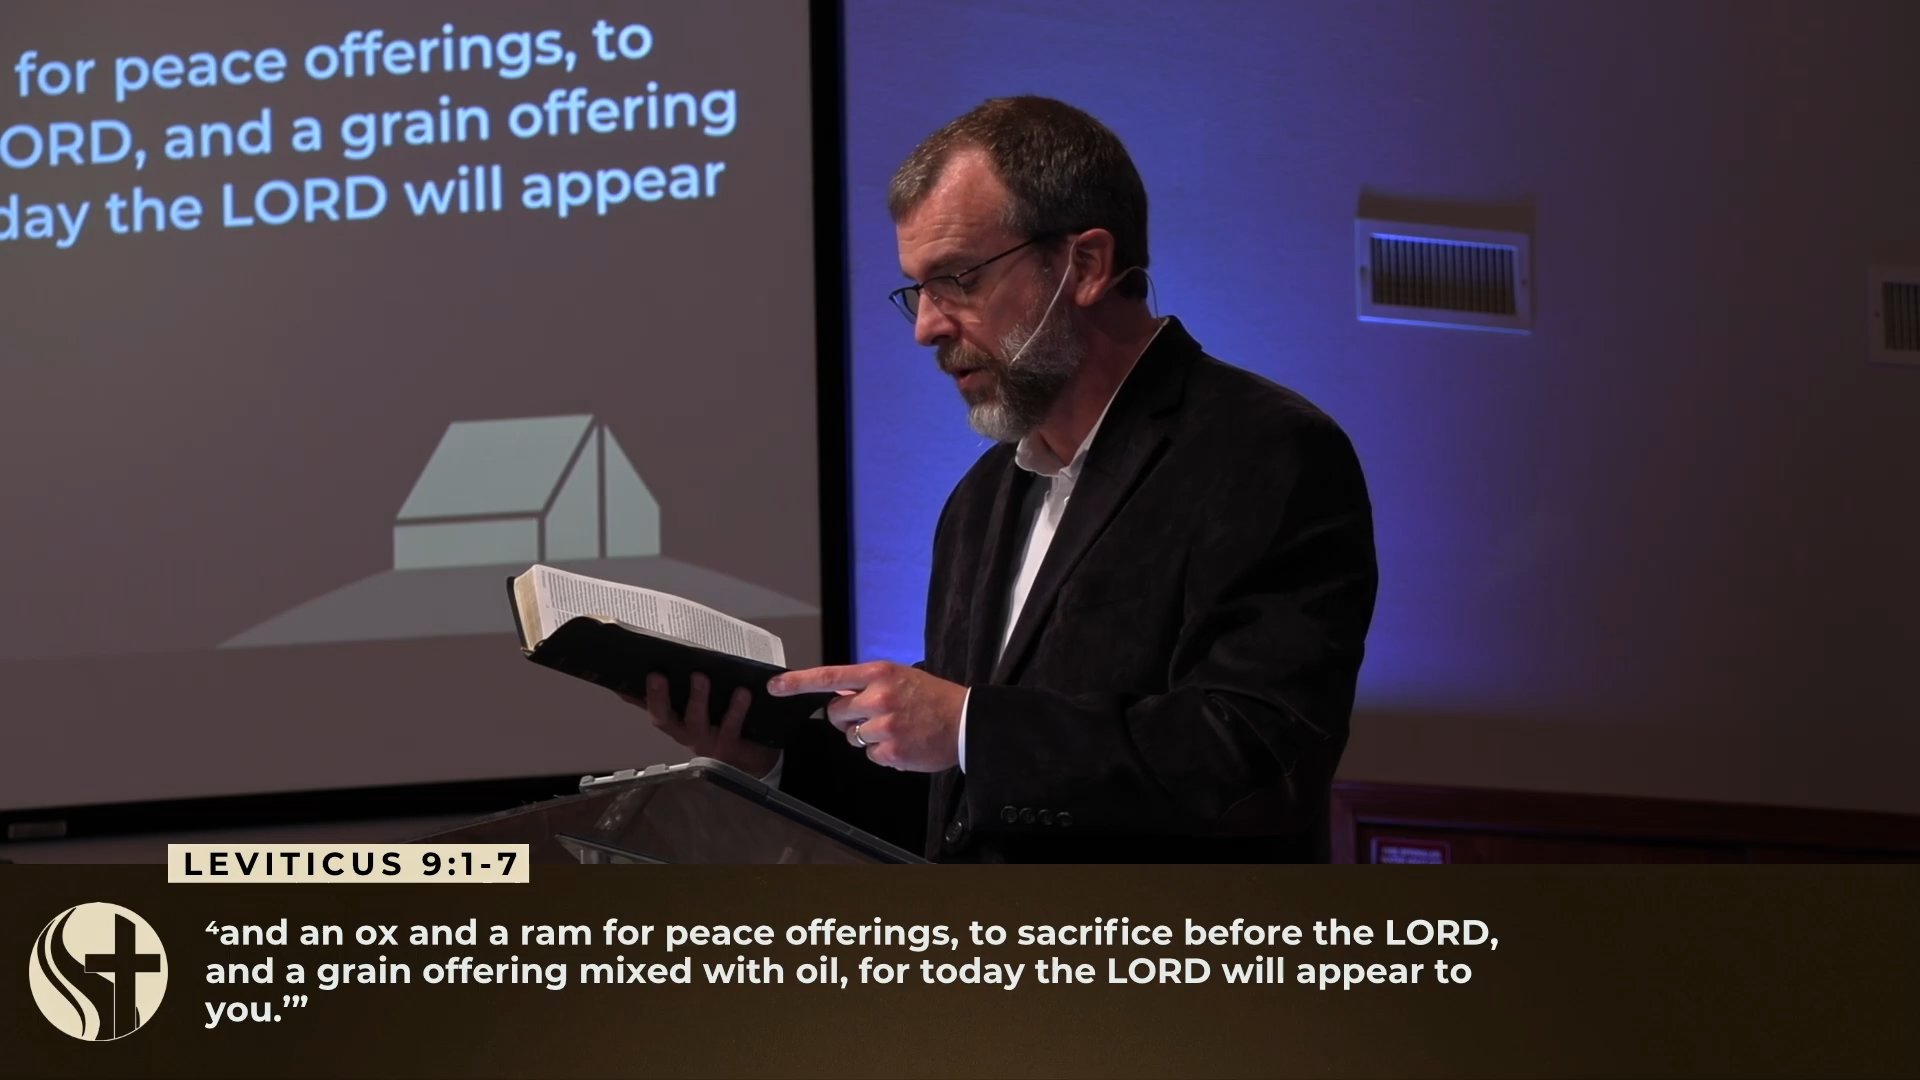 for peace offerings, to
ORD, and a grain offering
day the LORD will appear
LEVITICUS 9:1-7
⁴and an ox and a ram for peace offerings, to sacrifice before the LORD,
and a grain offering mixed with oil, for today the LORD will appear to
you.’”